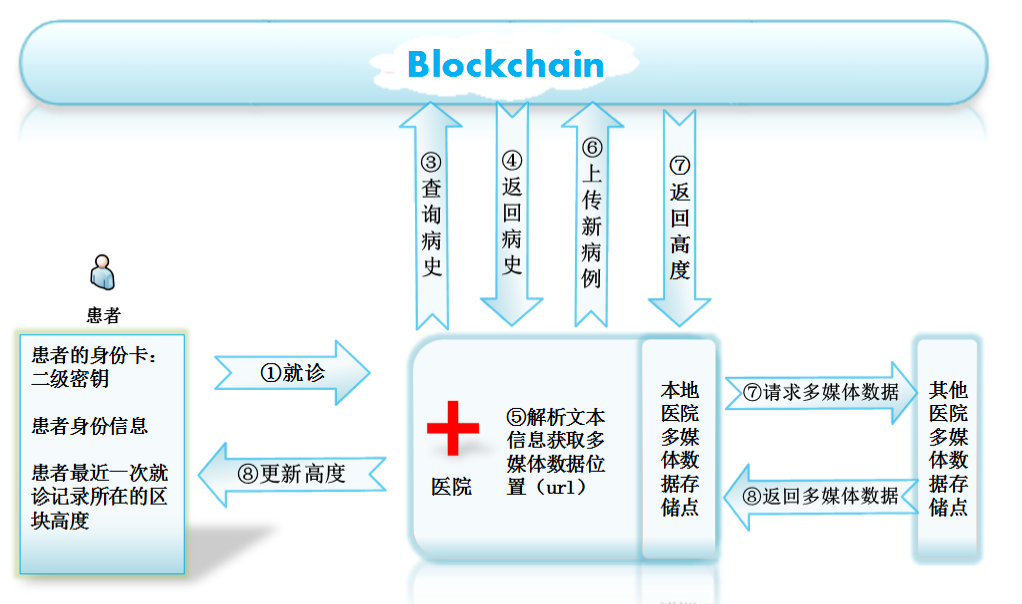 Blockchain
③查询病史
④返回病史
⑥上传新病例
⑦返回高度
患者
患者的身份卡：
二级密钥
患者身份信息
患者最近一次就
诊记录所在的区
块高度
①就诊
⑧更新高度
医院
⑤解析文本
信息获取多
媒体数据位
置（url）
本地
医院
多媒
体数
据存
储点
⑦请求多媒体数据
⑧返回多媒体数据
其他
医院
多媒
体数
据存
储点